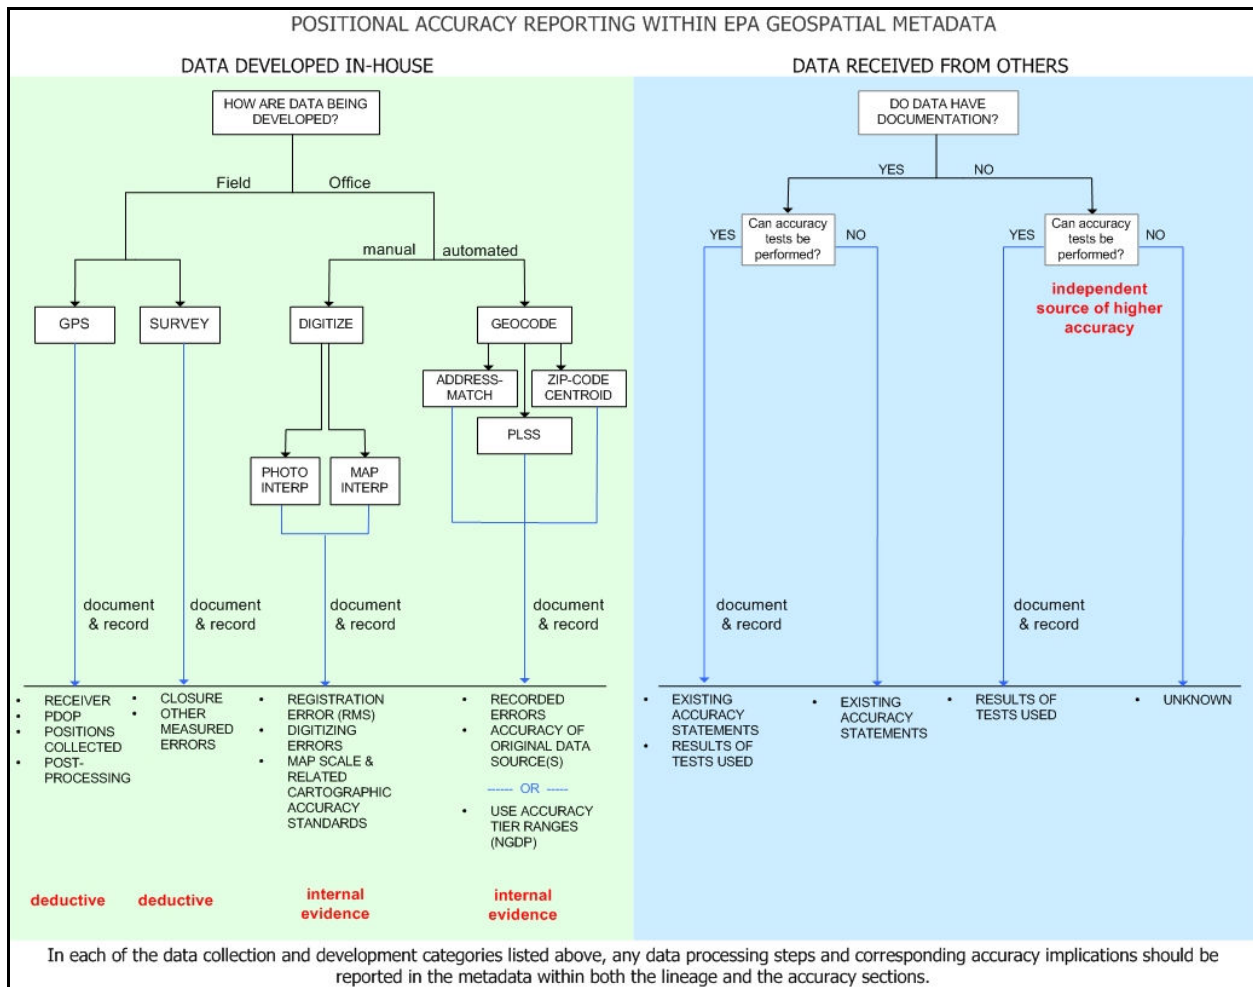 POSITIONAL ACCURACY REPORTING WITHIN EPA GEOSPATIAL METADATA
DATA DEVELOPED IN-HOUSE
HOW ARE DATA BEING
DEVELOPED?
Field
Office
manual
automated
GPS
SURVEY
DIGITIZE
GEOCODE
ADDRESS-
MATCH
ZIP-CODE
CENTROID
PLSS
PHOTO
INTERP
MAP
INTERP
document
& record
document
& record
document
& record
document
& record
• RECEIVER
• PDOP
• POSITIONS
COLLECTED
• POST-
PROCESSING
• CLOSURE
• OTHER
MEASURED
ERRORS
• REGISTRATION
ERROR (RMS)
• DIGITIZING
ERRORS
• MAP SCALE &
RELATED
CARTOGRAPHIC
ACCURACY
STANDARDS
• RECORDED
ERRORS
• ACCURACY OF
ORIGINAL DATA
SOURCE(S)
------ OR -----
• USE ACCURACY
TIER RANGES
(NGDP)
deductive
deductive
internal
evidence
internal
evidence
DATA RECEIVED FROM OTHERS
DO DATA HAVE
DOCUMENTATION?
YES
NO
YES
Can accuracy
tests be
performed?
NO
YES
Can accuracy
tests be
performed?
NO
independent
source of higher
accuracy
document
& record
document
& record
• EXISTING
ACCURACY
STATEMENTS
• RESULTS OF
TESTS USED
• EXISTING
ACCURACY
STATEMENTS
• RESULTS OF
TESTS USED
• UNKNOWN
In each of the data collection and development categories listed above, any data processing steps and corresponding accuracy implications should be
reported in the metadata within both the lineage and the accuracy sections.